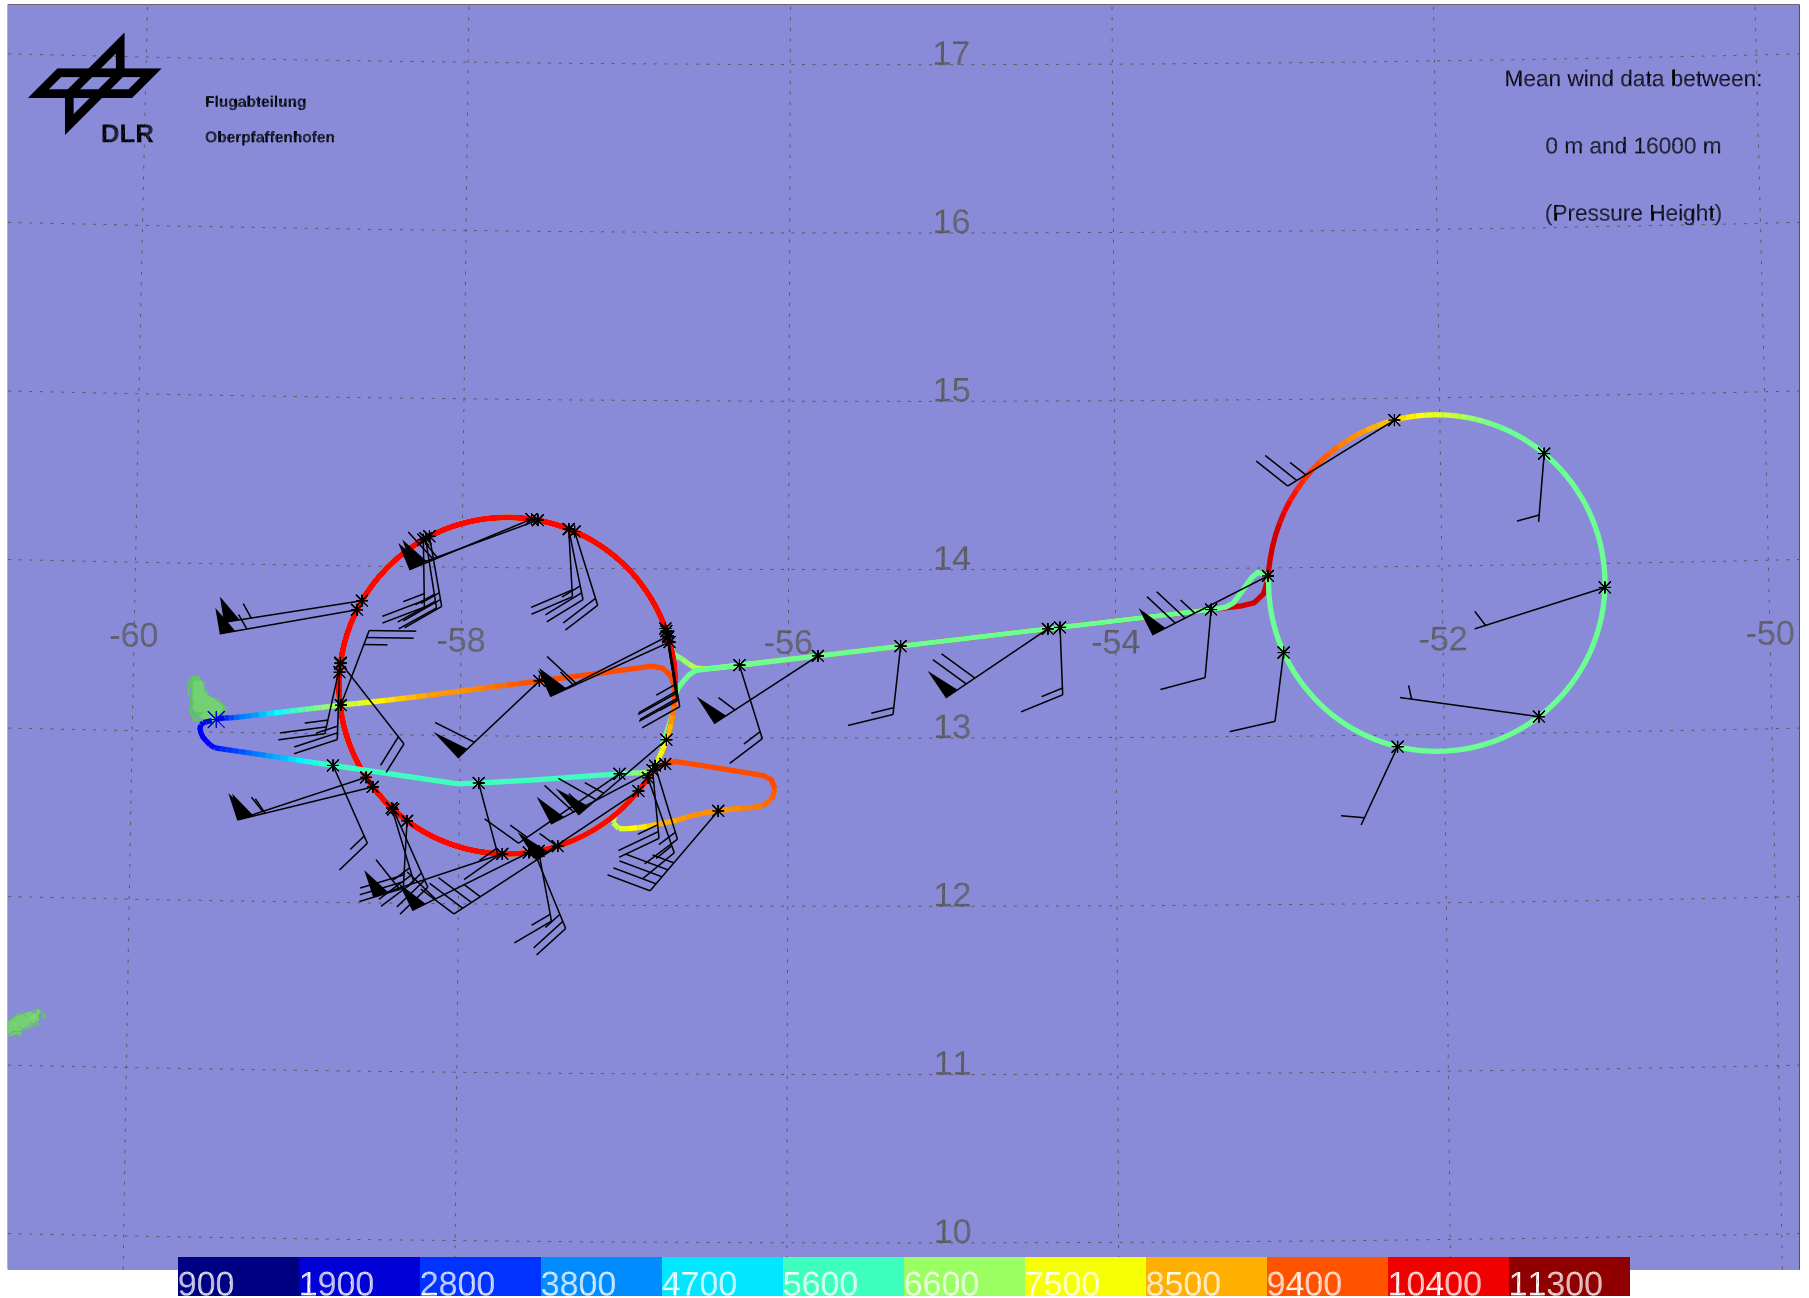 17
Mean wind data between:
Flugabteilung
DLR
Oberpfaffenhofen
0 m and 16000 m
16
(Pressure Height)
15
14
-60
-58
-56
-54
-52
-50
13
12
11
10
900 1900 2800 3800 4700 5600 6600 7500 8500 9400 10400 11300